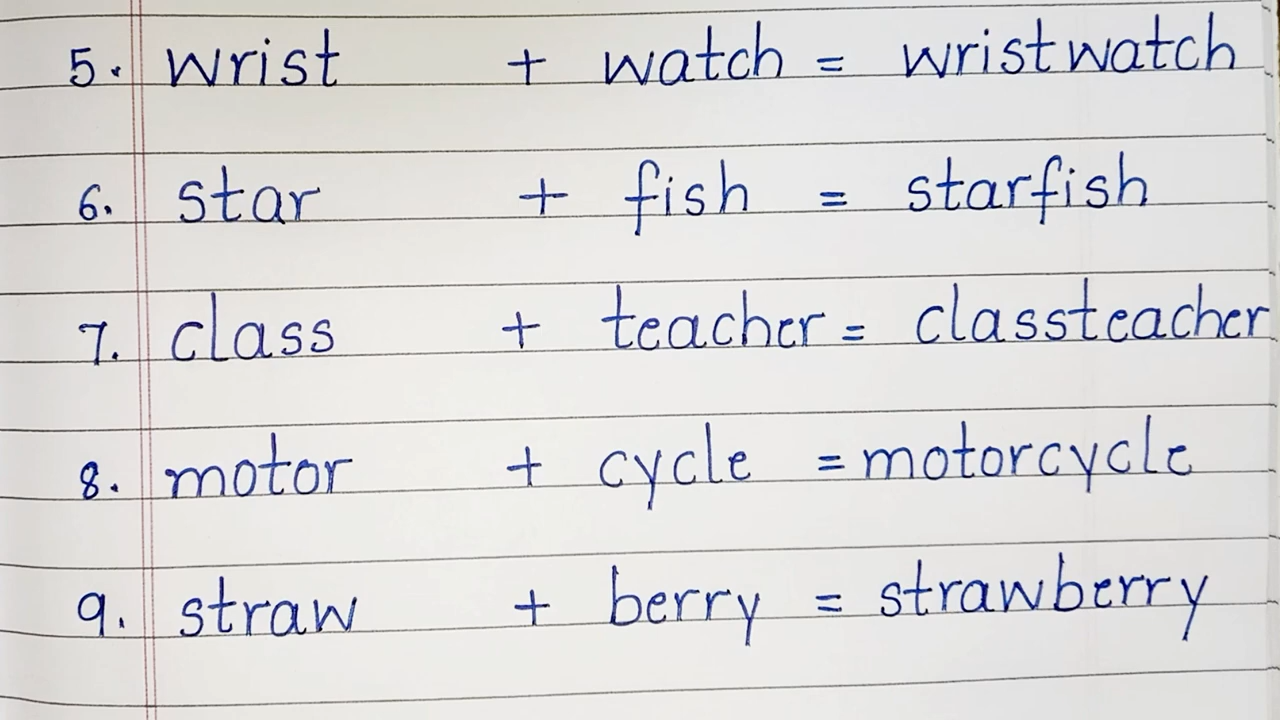 5. wrist + watch = wristwatch
6. star + fish = starfish
7. class + teacher = classteacher
8. motor + cycle = motorcycle
9. straw + berry = strawberry